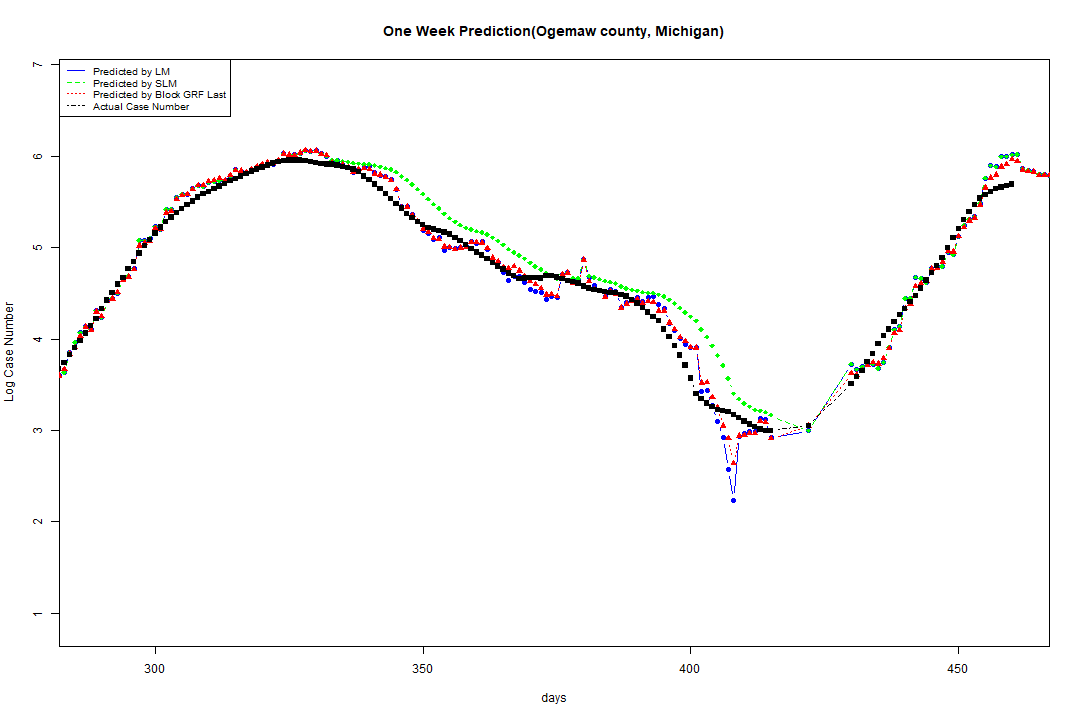 One Week Prediction(Ogemaw county, Michigan)
Predicted by LM
Predicted by SLM
Predicted by Block GRF Last
Actual Case Number
7
6
5
4
3
2
1
Log Case Number
300
350
400
450
days